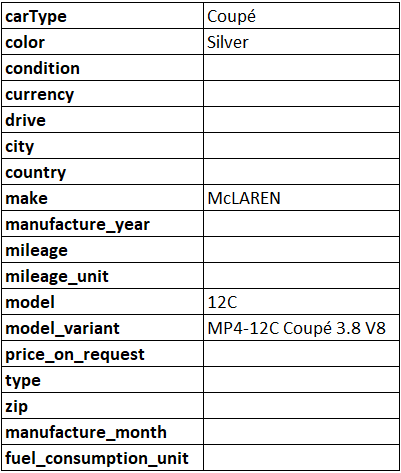 carType Coupé
color Silver
condition
currency
drive
city
country
make McLAREN
manufacture_year
mileage
mileage_unit
model 12C
model_variant MP4-12C Coupé 3.8 V8
price_on_request
type
zip
manufacture_month
fuel_consumption_unit